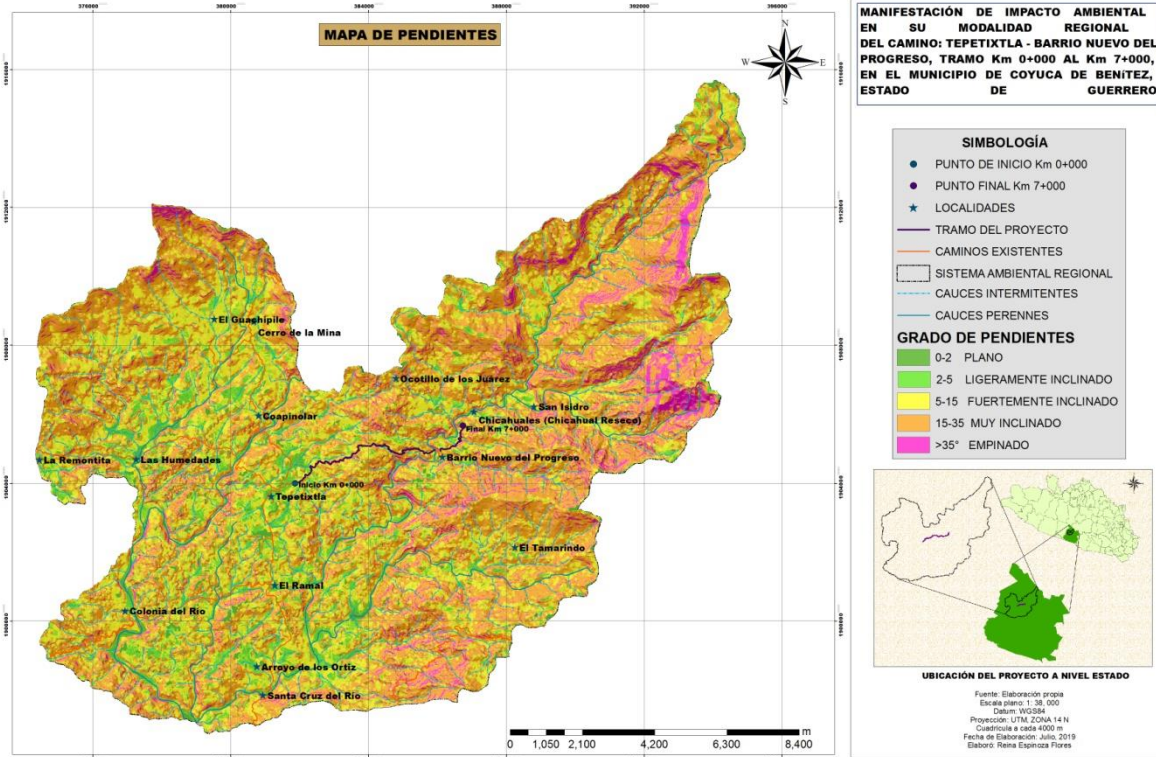 MAPA DE PENDIENTES
376000
380000
384000
388000
392000
396000
1916000
1912000
1908000
1904000
1900000
N
W
E
S
El Guachipile
Cerro de la Mina
Ocotillo de los Juarez
Coapinolar
San Isidro
Chicahuales (Chicahual Reseco)
Final Km 7+000
La Remontita
Las Humedades
Barrio Nuevo del Progreso
Inicio Km 0+000
Tepetixtla
El Tamarindo
El Ramal
Colonia del Río
Arroyo de los Ortiz
Santa Cruz del Río
m
0 1,050 2,100 4,200 6,300 8,400
MANIFESTACIÓN DE IMPACTO AMBIENTAL
EN SU MODALIDAD REGIONAL
DEL CAMINO: TEPETIXTLA - BARRIO NUEVO DEL
PROGRESO, TRAMO Km 0+000 AL Km 7+000,
EN EL MUNICIPIO DE COYUCA DE BENíTEZ,
ESTADO DE GUERRERO
SIMBOLOGÍA
PUNTO DE INICIO Km 0+000
PUNTO FINAL Km 7+000
LOCALIDADES
TRAMO DEL PROYECTO
CAMINOS EXISTENTES
SISTEMA AMBIENTAL REGIONAL
CAUCES INTERMITENTES
CAUCES PERENNES
GRADO DE PENDIENTES
0-2 PLANO
2-5 LIGERAMENTE INCLINADO
5-15 FUERTEMENTE INCLINADO
15-35 MUY INCLINADO
>35° EMPINADO
UBICACIÓN DEL PROYECTO A NIVEL ESTADO
Fuente: Elaboración propia
Escala plano: 1: 38, 000
Datum: WGS84
Proyección: UTM, ZONA 14 N
Cuadricula a cada 4000 m
Fecha de Elaboración: Julio, 2019
Elaboró: Reina Espinoza Flores